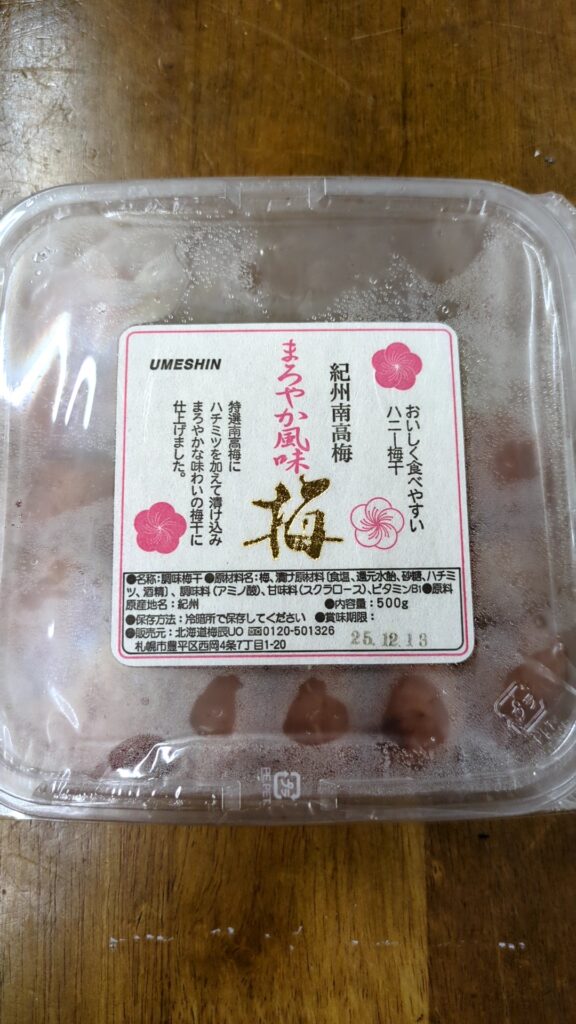 UMESHIN
おいしく食べやすい
ハニー梅干
紀州南高梅
まろやか風味
梅
特選南高梅に
ハチミツを加えて漬け込み
まろやかな味わいの梅干に
仕上げました。
●名称：調味梅干●原材料名：梅、漬け原材料（食塩、還元水飴、砂糖、ハチミ
ツ、酒精）、調味料（アミノ酸）、甘味料（スクラロース）、ビタミンB1●原料
原産地名：紀州 ●内容量：500g
●保存方法：冷暗所で保存してください ●賞味期限：
25.12.13
●販売元：北海道梅辰UO 0120-501326
札幌市豊平区西岡4条7丁目1-20
プラ